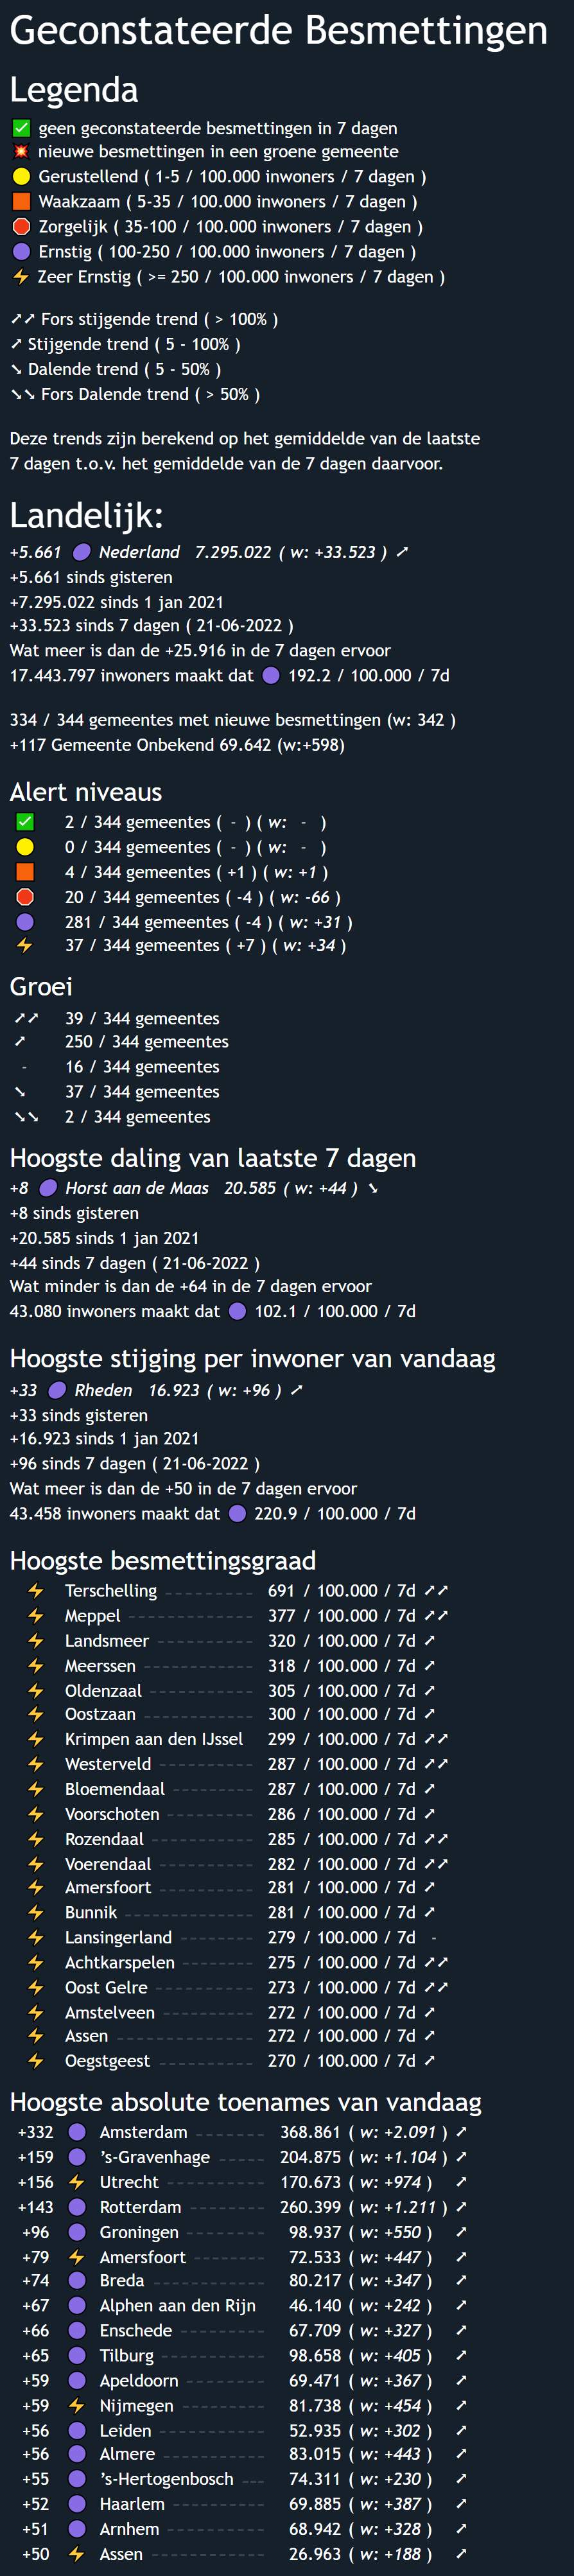 Geconstateerde Besmettingen
Legenda
✅ geen geconstateerde besmettingen in 7 dagen
💥 nieuwe besmettingen in een groene gemeente
🟡 Gerustellend ( 1-5 / 100.000 inwoners / 7 dagen )
🟧 Waakzaam ( 5-35 / 100.000 inwoners / 7 dagen )
🛑 Zorgelijk ( 35-100 / 100.000 inwoners / 7 dagen )
🟣 Ernstig ( 100-250 / 100.000 inwoners / 7 dagen )
⚡ Zeer Ernstig ( >= 250 / 100.000 inwoners / 7 dagen )
➚➚ Fors stijgende trend ( > 100% )
➚ Stijgende trend ( 5 - 100% )
➘ Dalende trend ( 5 - 50% )
➘➘ Fors Dalende trend ( > 50% )
Deze trends zijn berekend op het gemiddelde van de laatste
7 dagen t.o.v. het gemiddelde van de 7 dagen daarvoor.
Landelijk:
+5.661 🟣 Nederland 7.295.022 ( w: +33.523 ) ➚
+5.661 sinds gisteren
+7.295.022 sinds 1 jan 2021
+33.523 sinds 7 dagen ( 21-06-2022 )
Wat meer is dan de +25.916 in de 7 dagen ervoor
17.443.797 inwoners maakt dat 🟣 192.2 / 100.000 / 7d
334 / 344 gemeentes met nieuwe besmettingen (w: 342 )
+117 Gemeente Onbekend 69.642 (w:+598)
Alert niveaus
✅ 2 / 344 gemeentes ( - ) ( w: - )
🟡 0 / 344 gemeentes ( - ) ( w: - )
🟧 4 / 344 gemeentes ( +1 ) ( w: +1 )
🛑 20 / 344 gemeentes ( -4 ) ( w: -66 )
🟣 281 / 344 gemeentes ( -4 ) ( w: +31 )
⚡ 37 / 344 gemeentes ( +7 ) ( w: +34 )
Groei
➚➚ 39 / 344 gemeentes
➚ 250 / 344 gemeentes
- 16 / 344 gemeentes
➘ 37 / 344 gemeentes
➘➘ 2 / 344 gemeentes
Hoogste daling van laatste 7 dagen
+8 🟣 Horst aan de Maas 20.585 ( w: +44 ) ➘
+8 sinds gisteren
+20.585 sinds 1 jan 2021
+44 sinds 7 dagen ( 21-06-2022 )
Wat minder is dan de +64 in de 7 dagen ervoor
43.080 inwoners maakt dat 🟣 102.1 / 100.000 / 7d
Hoogste stijging per inwoner van vandaag
+33 🟣 Rheden 16.923 ( w: +96 ) ➚
+33 sinds gisteren
+16.923 sinds 1 jan 2021
+96 sinds 7 dagen ( 21-06-2022 )
Wat meer is dan de +50 in de 7 dagen ervoor
43.458 inwoners maakt dat 🟣 220.9 / 100.000 / 7d
Hoogste besmettingsgraad
⚡ Terschelling 691 / 100.000 / 7d ➚➚
⚡ Meppel 377 / 100.000 / 7d ➚➚
⚡ Landsmeer 320 / 100.000 / 7d ➚
⚡ Meerssen 318 / 100.000 / 7d ➚
⚡ Oldenzaal 305 / 100.000 / 7d ➚
⚡ Oostzaan 300 / 100.000 / 7d ➚
⚡ Krimpen aan den IJssel 299 / 100.000 / 7d ➚➚
⚡ Westerveld 287 / 100.000 / 7d ➚➚
⚡ Bloemendaal 287 / 100.000 / 7d ➚
⚡ Voorschoten 286 / 100.000 / 7d ➚
⚡ Rozendaal 285 / 100.000 / 7d ➚➚
⚡ Voerendaal 282 / 100.000 / 7d ➚➚
⚡ Amersfoort 281 / 100.000 / 7d ➚
⚡ Bunnik 281 / 100.000 / 7d ➚
⚡ Lansingerland 279 / 100.000 / 7d -
⚡ Achtkarspelen 275 / 100.000 / 7d ➚➚
⚡ Oost Gelre 273 / 100.000 / 7d ➚➚
⚡ Amstelveen 272 / 100.000 / 7d ➚
⚡ Assen 272 / 100.000 / 7d ➚
⚡ Oegstgeest 270 / 100.000 / 7d ➚
Hoogste absolute toenames van vandaag
+332 🟣 Amsterdam 368.861 ( w: +2.091 ) ➚
+159 🟣 's-Gravenhage 204.875 ( w: +1.104 ) ➚
+156 ⚡ Utrecht 170.673 ( w: +974 ) ➚
+143 🟣 Rotterdam 260.399 ( w: +1.211 ) ➚
+96 🟣 Groningen 98.937 ( w: +550 ) ➚
+79 ⚡ Amersfoort 72.533 ( w: +447 ) ➚
+74 🟣 Breda 80.217 ( w: +347 ) ➚
+67 🟣 Alphen aan den Rijn 46.140 ( w: +242 ) ➚
+66 🟣 Enschede 67.709 ( w: +327 ) ➚
+65 🟣 Tilburg 98.658 ( w: +405 ) ➚
+59 🟣 Apeldoorn 69.471 ( w: +367 ) ➚
+59 ⚡ Nijmegen 81.738 ( w: +454 ) ➚
+56 🟣 Leiden 52.935 ( w: +302 ) ➚
+56 🟣 Almere 83.015 ( w: +443 ) ➚
+55 🟣 's-Hertogenbosch 74.311 ( w: +230 ) ➚
+52 🟣 Haarlem 69.885 ( w: +387 ) ➚
+51 🟣 Arnhem 68.942 ( w: +328 ) ➚
+50 ⚡ Assen 26.963 ( w: +188 ) ➚